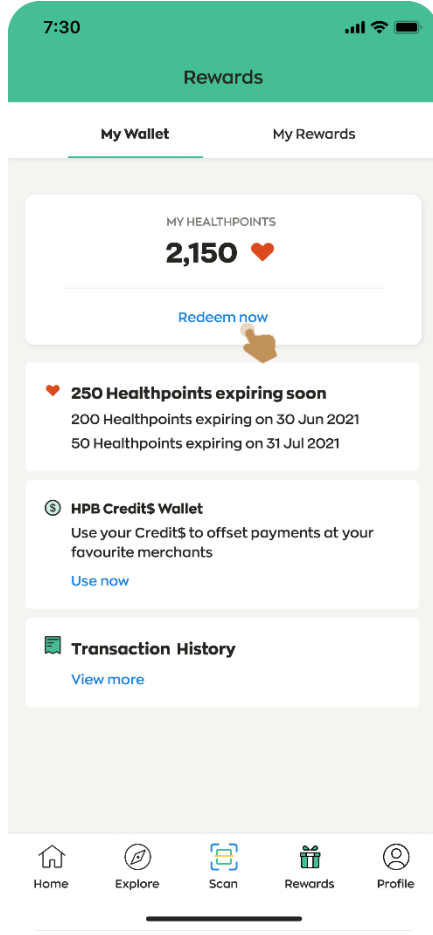 7:30
Rewards
My Wallet
My Rewards
MY HEALTHPOINTS
2,150
Redeem now
250 Healthpoints expiring soon
200 Healthpoints expiring on 30 Jun 2021
50 Healthpoints expiring on 31 Jul 2021
$ HPB Credit$ Wallet
Use your Credit$ to offset payments at your
favourite merchants
Use now
Transaction History
View more
Home
Explore
Scan
Rewards
Profile